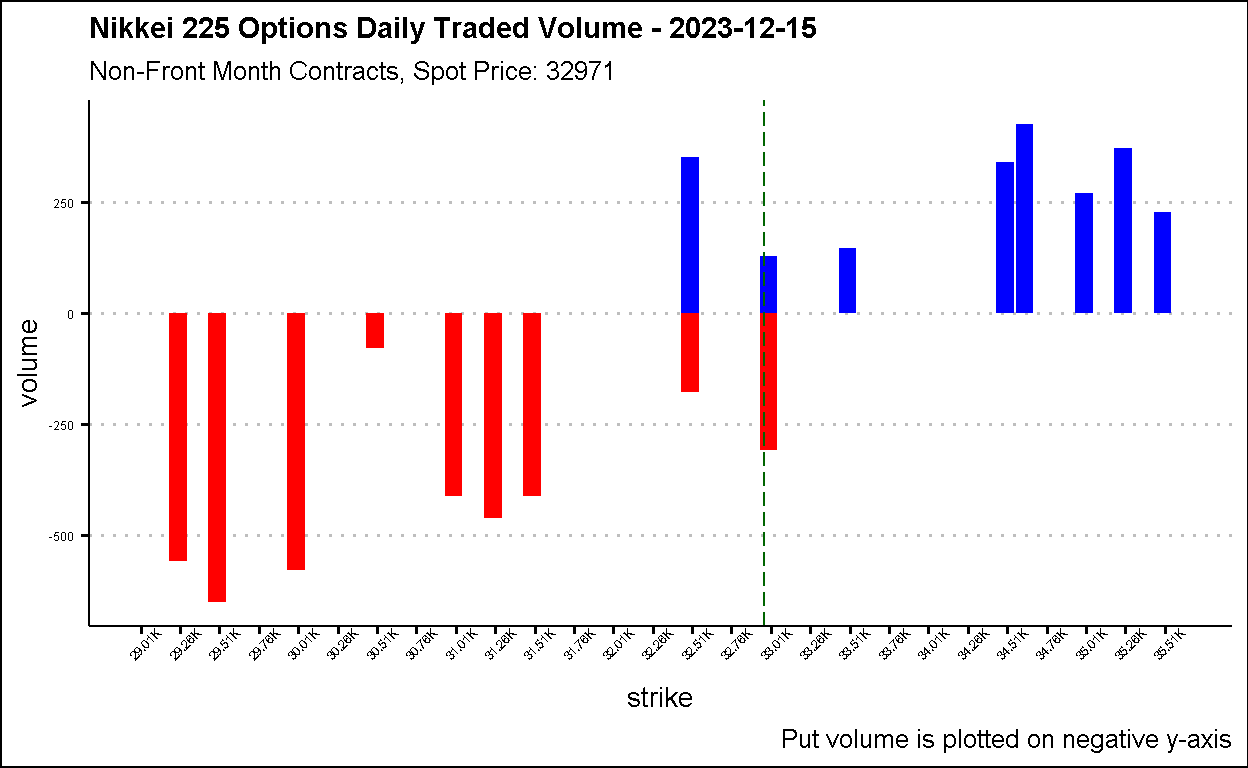 Nikkei 225 Options Daily Traded Volume - 2023-12-15
Non-Front Month Contracts, Spot Price: 32971
volume
250
0
-250
-500
29.01K 29.26K 29.51K 29.76K 30.01K 30.26K 30.51K 30.76K 31.01K 31.26K 31.51K 31.76K 32.01K 32.26K 32.51K 32.76K 33.01K 33.26K 33.51K 33.76K 34.01K 34.26K 34.51K 34.76K 35.01K 35.26K 35.51K
strike
Put volume is plotted on negative y-axis